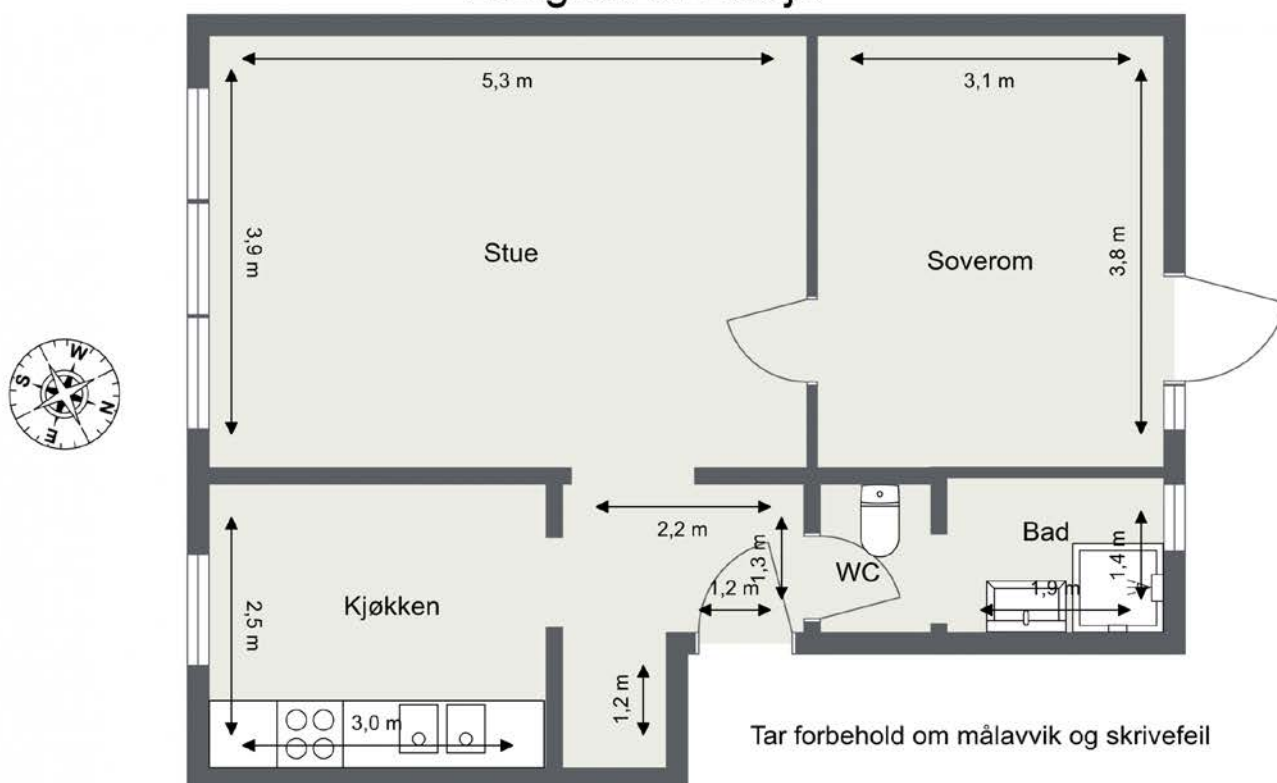 5,3 m
3,1 m
3,9 m
Stue
Soverom
3,8 m
W
S
N
E
2,2 m
1,3 m
1,2 m
WC
Bad
1,4 m
1,9 m
Kjøkken
2,5 m
3,0 m
1,2 m
Tar forbehold om målavvik og skrivefeil